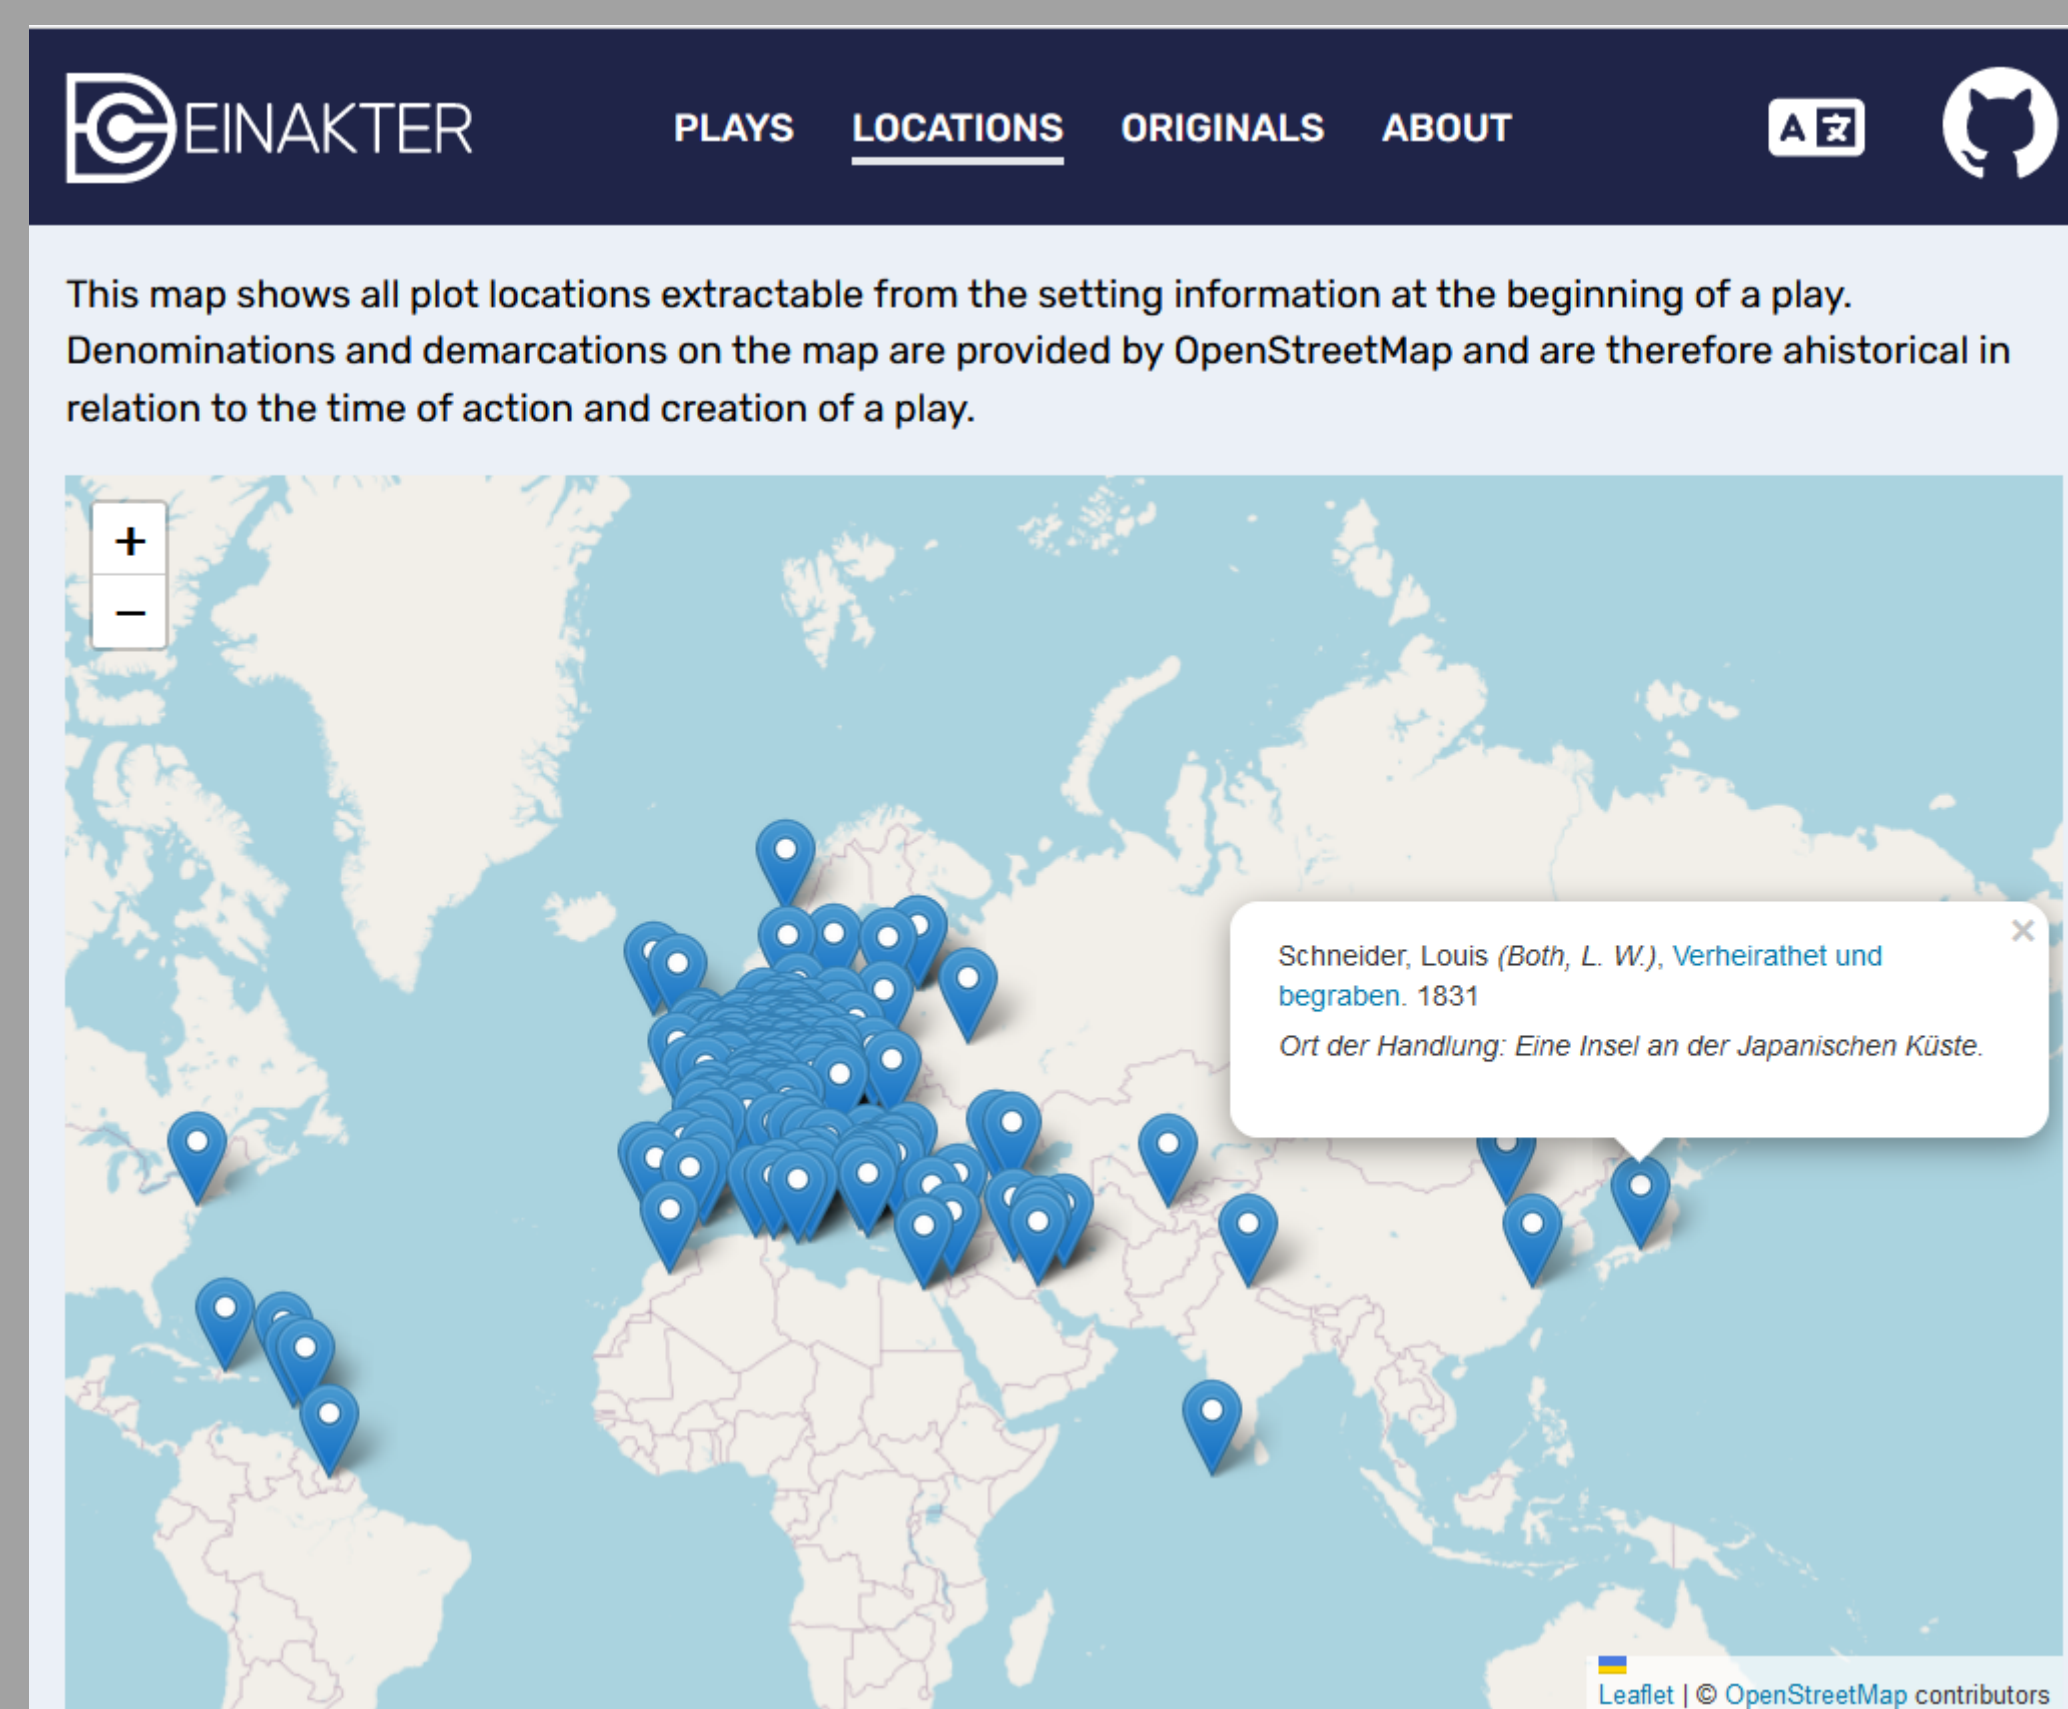 EINAKTER
PLAYS LOCATIONS ORIGINALS ABOUT
A 文
This map shows all plot locations extractable from the setting information at the beginning of a play.
Denominations and demarcations on the map are provided by OpenStreetMap and are therefore ahistorical in
relation to the time of action and creation of a play.
+
−
×
Schneider, Louis (Both, L. W.), Verheirathet und
begraben. 1831
Ort der Handlung: Eine Insel an der Japanischen Küste.
Leaflet | © OpenStreetMap contributors